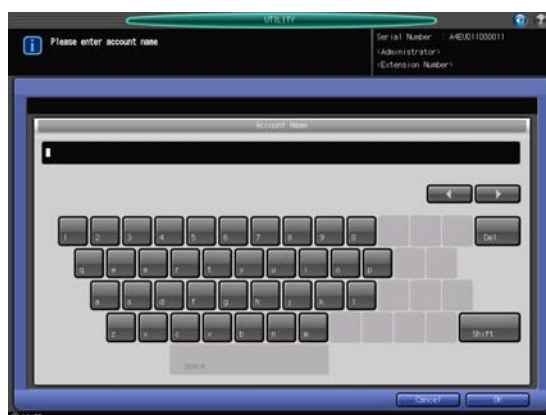 UTILITY
Please enter account name
Serial Number : A4EU011000011
<Administrator>
<Extension Number>
Account Name
1 2 3 4 5 6 7 8 9 0 Del.
q w e r t y u i o p
a s d f g h j k l
z x c v b n m Shift
Space
Cancel OK